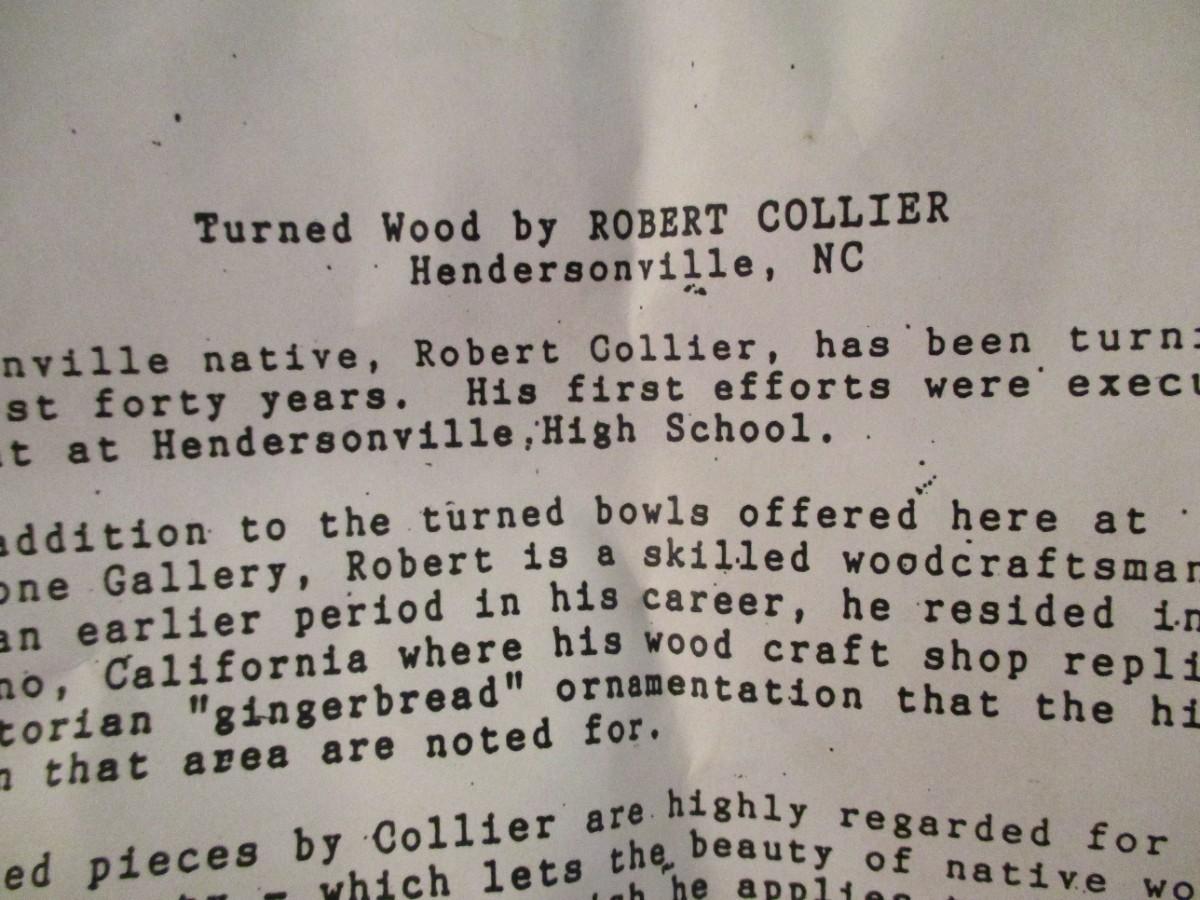 Turned Wood by ROBERT COLLIER
Hendersonville, NC
nville native, Robert Collier, has been turni
st forty years. His first efforts were execu
t at Hendersonville, High School.
addition to the turned bowls offered here at
one Gallery, Robert is a skilled woodcraftsman
an earlier period in his career, he resided in
no, California where his wood craft shop repli
torian "gingerbread" ornamentation that the hi
n that area are noted for.
ed pieces by Collier are highly regarded for
- which lets the beauty of native wo
he applies